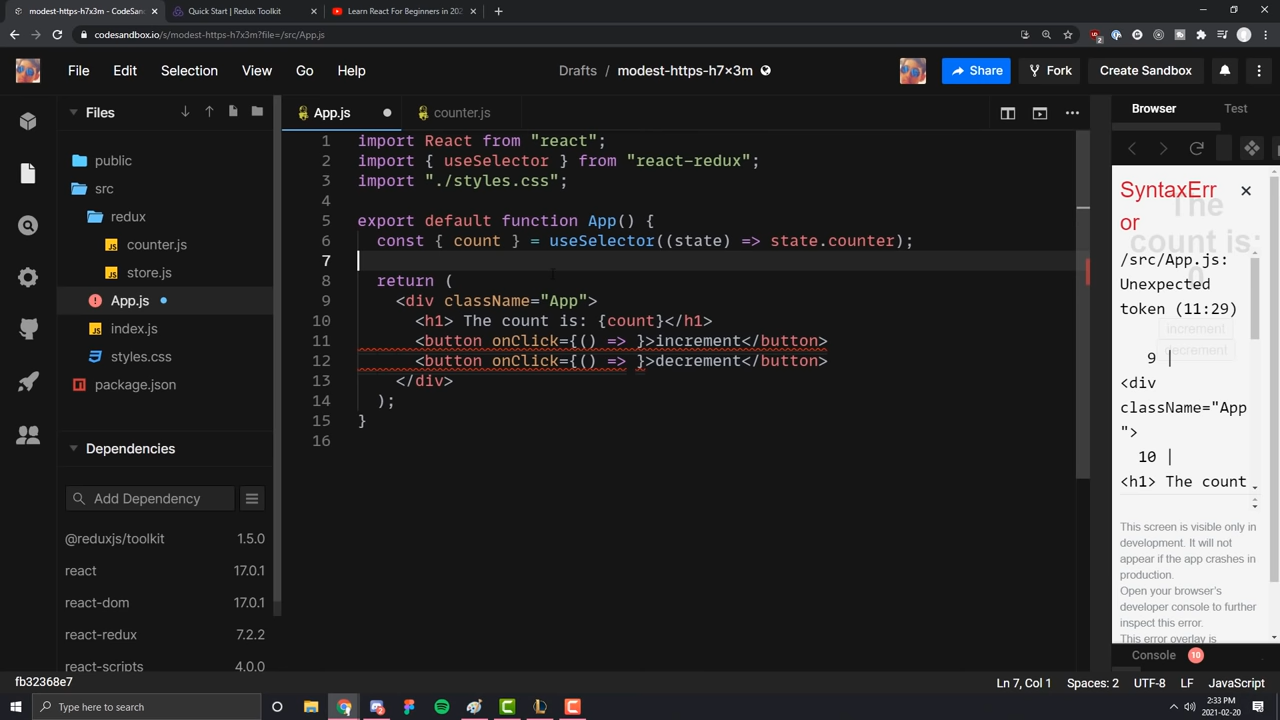 modest-https-h7x3m - CodeSan
Quick Start | Redux Toolkit
Learn React For Beginners in 202
codesandbox.io/s/modest-https-h7x3m?file=/src/App.js
File Edit Selection View Go Help
Drafts / modest-https-h7x3m
Share
Fork
Create Sandbox
Files
App.js
counter.js
Browser
Test
public
src
redux
counter.js
store.js
App.js
index.js
styles.css
package.json
Dependencies
Add Dependency
@reduxjs/toolkit 1.5.0
react 17.0.1
react-dom 17.0.1
react-redux 7.2.2
react-scripts 4.0.0
1 import React from "react";
2 import { useSelector } from "react-redux";
3 import "./styles.css";
4
5 export default function App() {
6 const { count } = useSelector((state) => state.counter);
7
8 return (
9 <div className="App">
10 <h1> The count is: {count}</h1>
11 <button onClick={() => }>increment</button>
12 <button onClick={() => }>decrement</button>
13 </div>
14 );
15 }
16
SyntaxErr
or
/src/App.js:
Unexpected
token (11:29)
9 |
<div
className="App
">
10 |
<h1> The count
The
count is:
0
increment
decrement
This screen is visible only in
development. It will not
appear if the app crashes in
production.
Open your browser's
developer console to further
inspect this error.
This error overlay is
Console 10
fb32368e7
Ln 7, Col 1 Spaces: 2 UTF-8 LF JavaScript
Type here to search
2:33 PM
2021-02-20